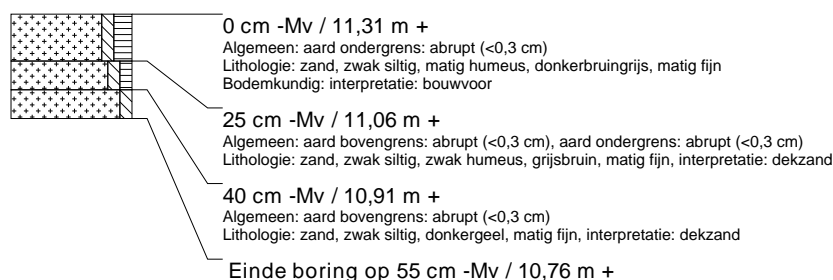 0 cm -Mv / 11,31 m +
Algemeen: aard ondergrens: abrupt (<0,3 cm)
Lithologie: zand, zwak siltig, matig humeus, donkerbruingrijs, matig fijn
Bodemkundig: interpretatie: bouwvoor
25 cm -Mv / 11,06 m +
Algemeen: aard bovengrens: abrupt (<0,3 cm), aard ondergrens: abrupt (<0,3 cm)
Lithologie: zand, zwak siltig, zwak humeus, grijsbruin, matig fijn, interpretatie: dekzand
40 cm -Mv / 10,91 m +
Algemeen: aard bovengrens: abrupt (<0,3 cm)
Lithologie: zand, zwak siltig, donkergeel, matig fijn, interpretatie: dekzand
Einde boring op 55 cm -Mv / 10,76 m +